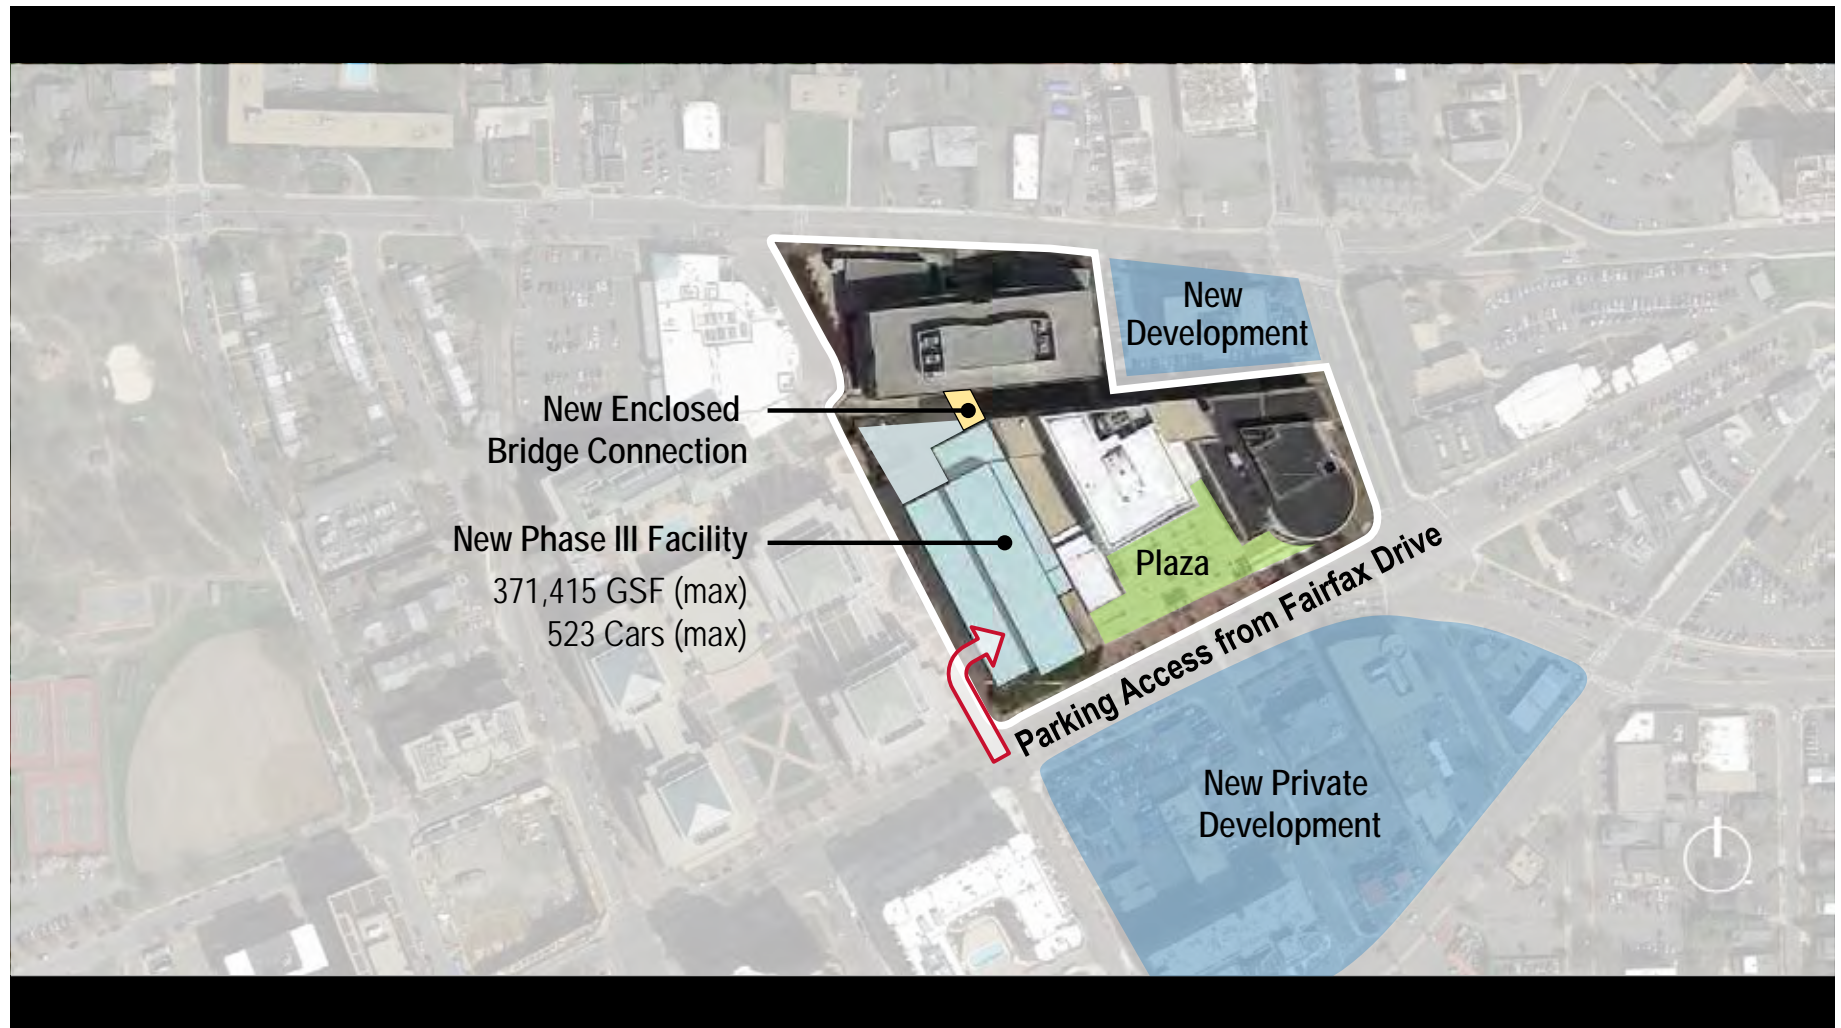 New
Development
New Enclosed
Bridge Connection
New Phase III Facility
371,415 GSF (max)
523 Cars (max)
Plaza
Parking Access from Fairfax Drive
New Private
Development